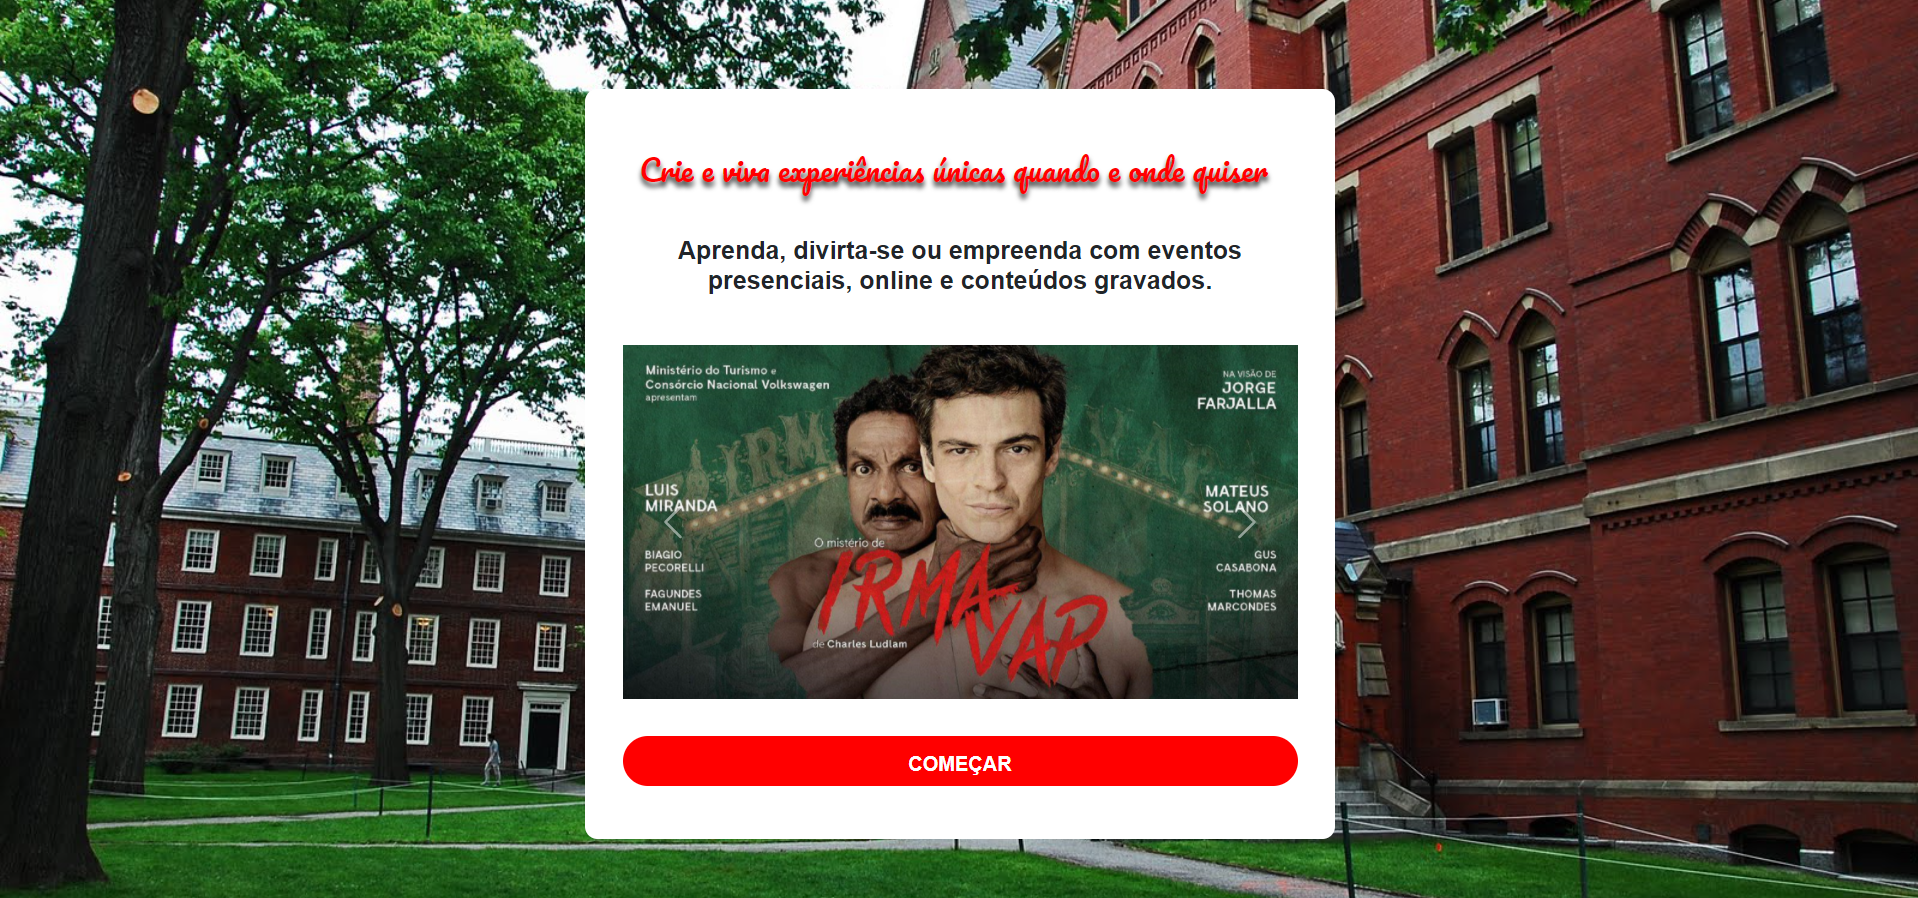 Crie e viva experiências únicas quando e onde quiser
Aprenda, divirta-se ou empreenda com eventos
presenciais, online e conteúdos gravados.
Ministério do Turismo e
Consórcio Nacional Volkswagen
apresentam
NA VISÃO DE
JORGE
FARJALLA
LUIS
MIRANDA
MATEUS
SOLANO
BIAGIO
PECORELLI
GUS
CASABONA
FAGUNDES
EMANUEL
THOMAS
MARCONDES
O mistério de
IRMA
VAP
de Charles Ludlam
COMEÇAR